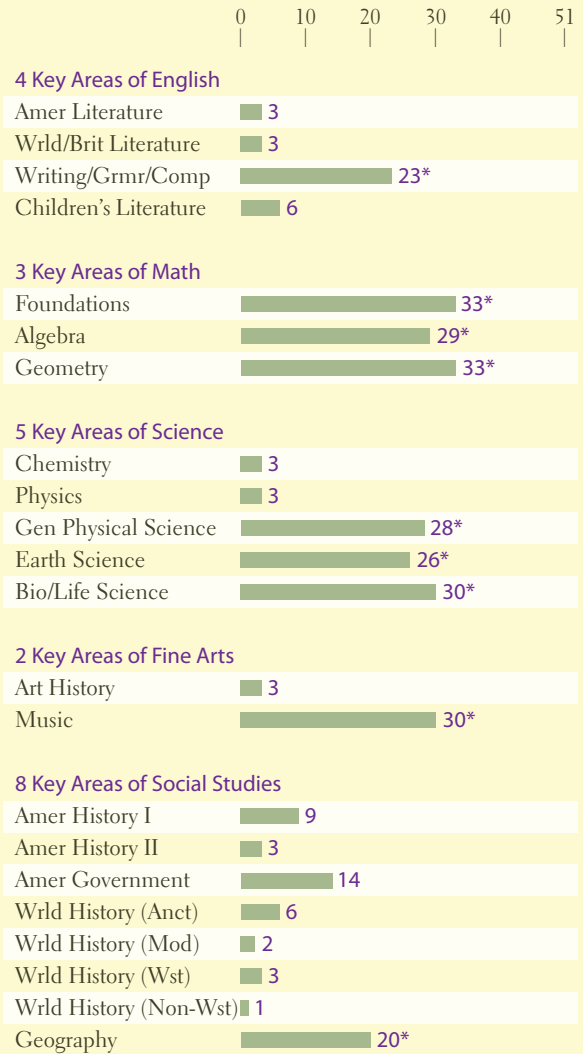 0 10 20 30 40 51
4 Key Areas of English
Amer Literature 3
Wrld/Brit Literature 3
Writing/Grmr/Comp 23*
Children's Literature 6
3 Key Areas of Math
Foundations 33*
Algebra 29*
Geometry 33*
5 Key Areas of Science
Chemistry 3
Physics 3
Gen Physical Science 28*
Earth Science 26*
Bio/Life Science 30*
2 Key Areas of Fine Arts
Art History 3
Music 30*
8 Key Areas of Social Studies
Amer History I 9
Amer History II 3
Amer Government 14
Wrld History (Anct) 6
Wrld History (Mod) 2
Wrld History (Wst) 3
Wrld History (Non-Wst) 1
Geography 20*